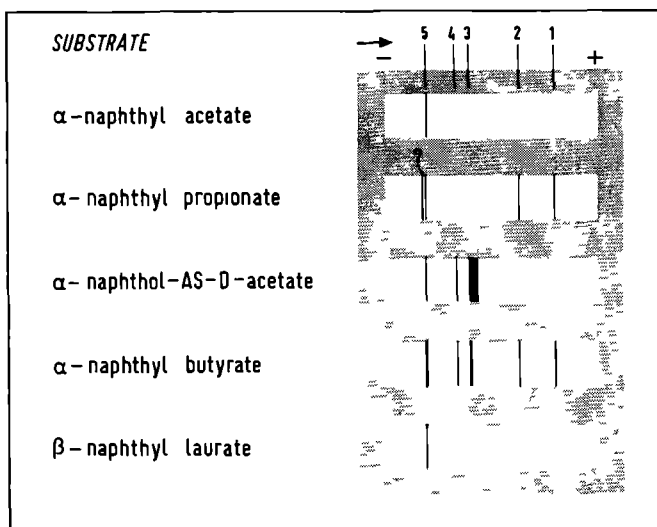 SUBSTRATE
5 4 3 2 1
− +
α-naphthyl acetate
α-naphthyl propionate
α-naphthol-AS-D-acetate
α-naphthyl butyrate
β-naphthyl laurate